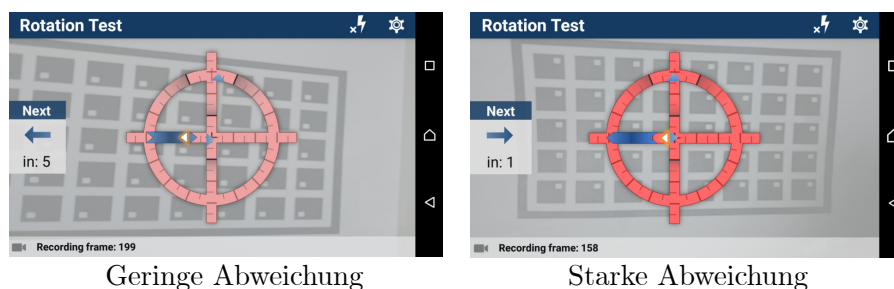 Rotation Test
Next
in: 5
Recording frame: 199
Geringe Abweichung
Rotation Test
Next
in: 1
Recording frame: 158
Starke Abweichung